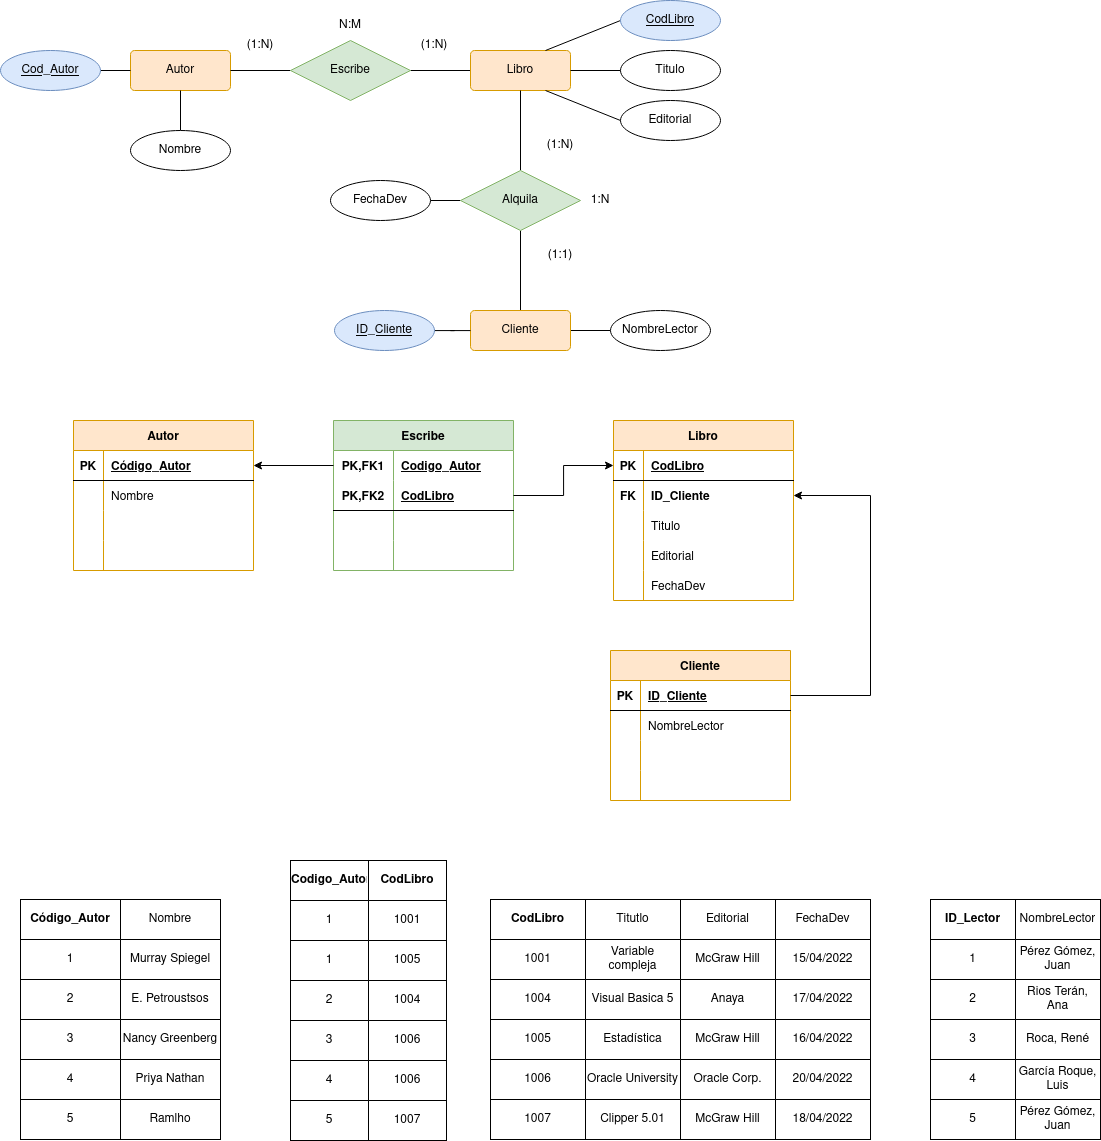 CodLibro
N:M
(1:N)
(1:N)
Cod_Autor
Autor
Escribe
Libro
Titulo
Editorial
Nombre
(1:N)
FechaDev
Alquila
1:N
(1:1)
ID_Cliente
Cliente
NombreLector
Autor
PK Código_Autor
Nombre
Escribe
PK,FK1 Codigo_Autor
PK,FK2 CodLibro
Libro
PK CodLibro
FK ID_Cliente
Titulo
Editorial
FechaDev
Cliente
PK ID_Cliente
NombreLector
Código_Autor Nombre
1 Murray Spiegel
2 E. Petroustsos
3 Nancy Greenberg
4 Priya Nathan
5 Ramlho
Codigo_Auto CodLibro
1 1001
1 1005
2 1004
3 1006
4 1006
5 1007
CodLibro Titutlo Editorial FechaDev
1001 Variable compleja McGraw Hill 15/04/2022
1004 Visual Basica 5 Anaya 17/04/2022
1005 Estadística McGraw Hill 16/04/2022
1006 Oracle University Oracle Corp. 20/04/2022
1007 Clipper 5.01 McGraw Hill 18/04/2022
ID_Lector NombreLector
1 Pérez Gómez, Juan
2 Rios Terán, Ana
3 Roca, René
4 García Roque, Luis
5 Pérez Gómez, Juan